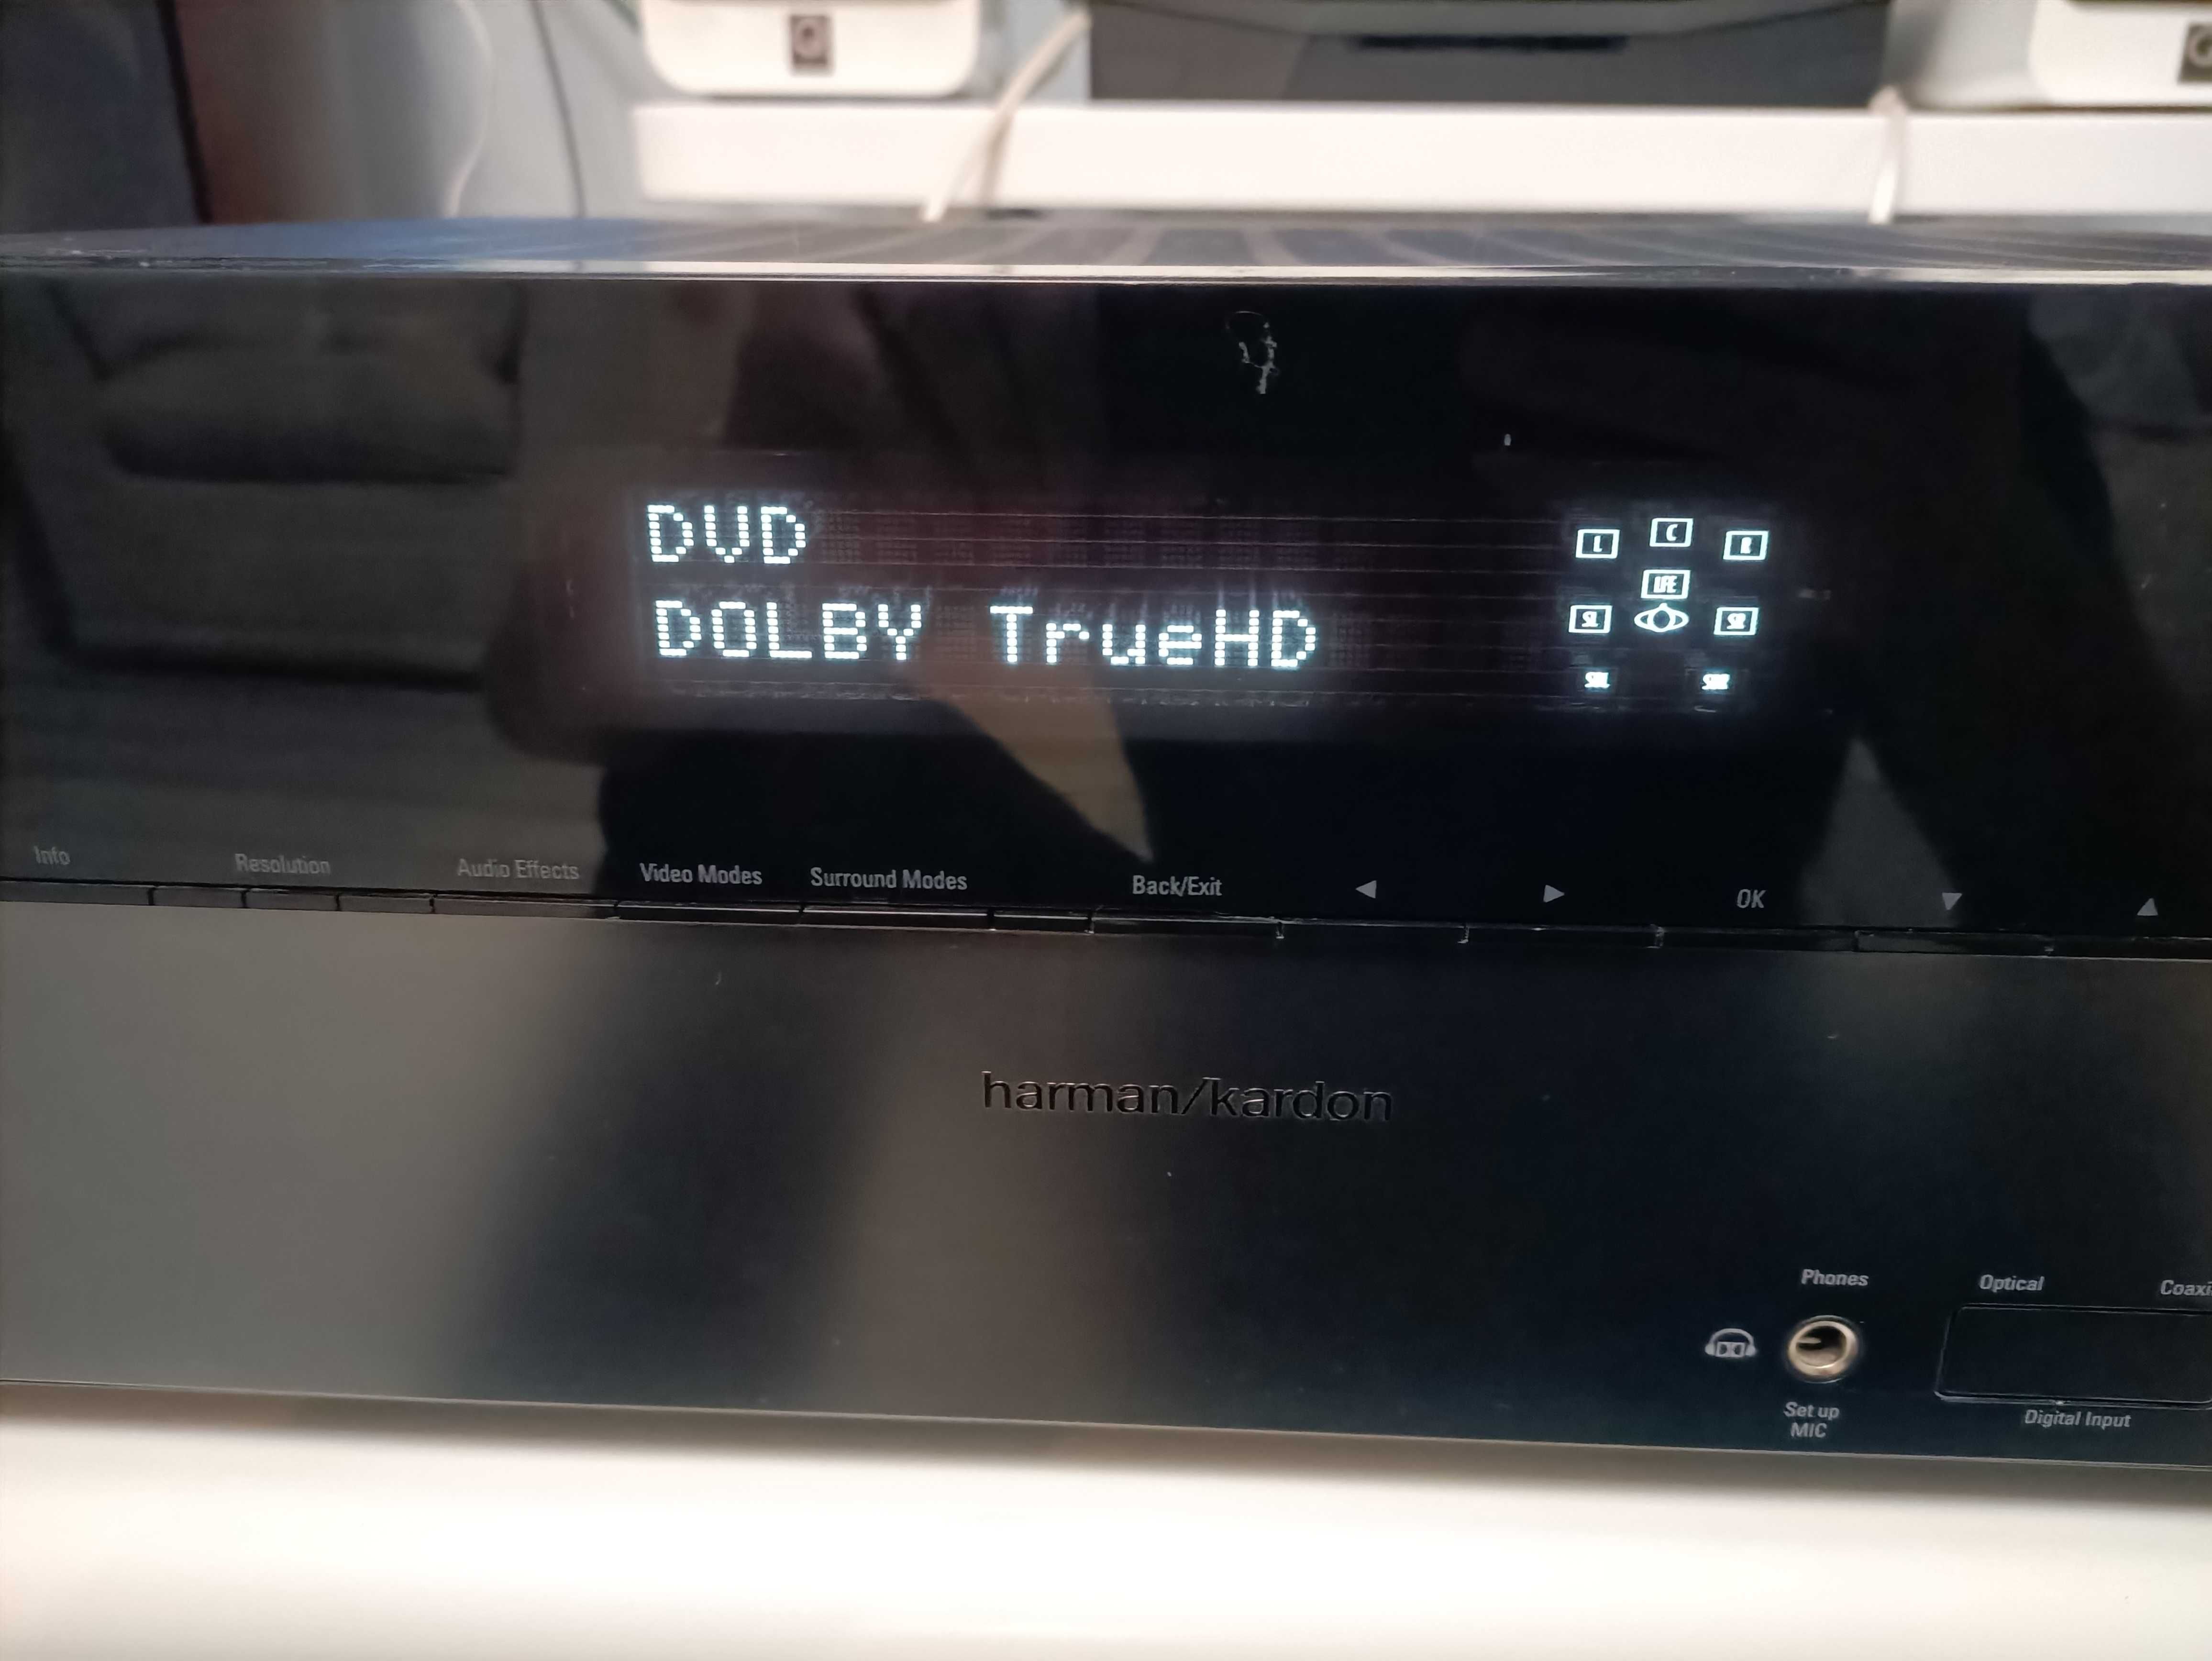 DVD
L C R
LFE
DOLBY TrueHD
SL SR
SBL SBR
Info Resolution Audio Effects Video Modes Surround Modes Back/Exit ◀ ▶ OK ▼ ▲
harman/kardon
Phones Optical
Set up
MIC
Digital Input